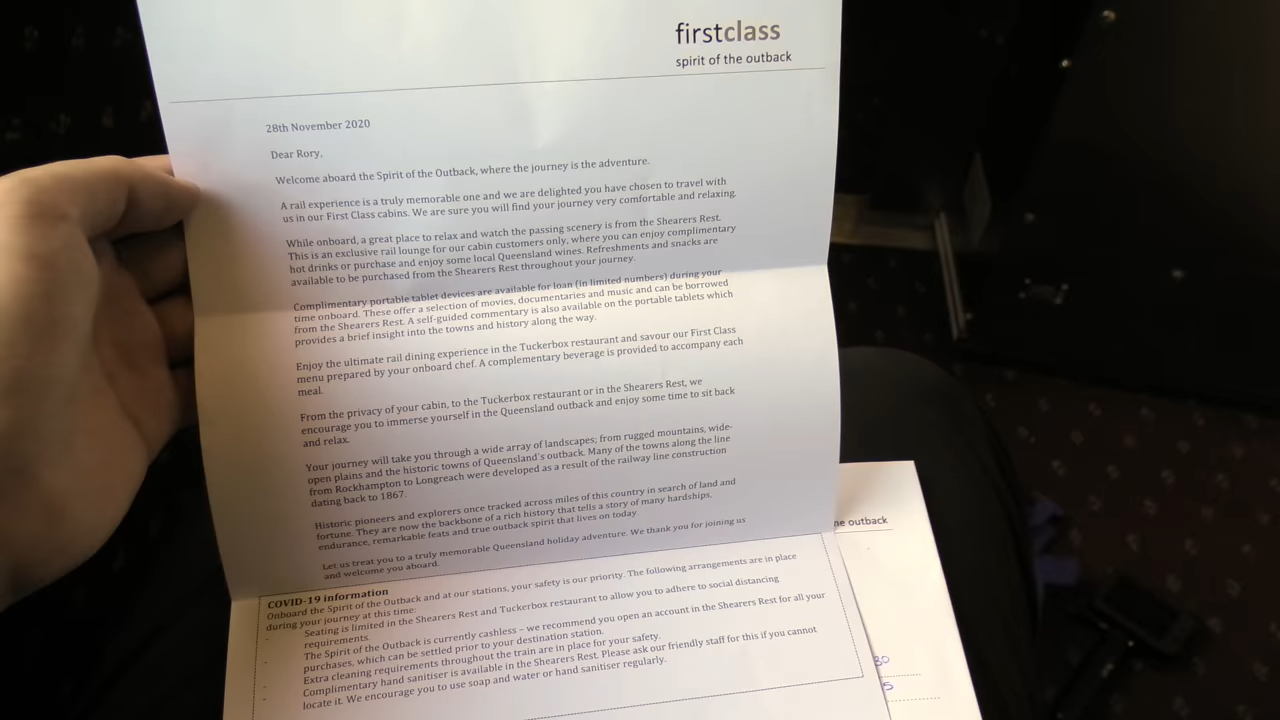 firstclass
spirit of the outback
28th November 2020
Dear Rory,
Welcome aboard the Spirit of the Outback, where the journey is the adventure.
A rail experience is a truly memorable one and we are delighted you have chosen to travel with
us in our First Class cabins. We are sure you will find your journey very comfortable and relaxing.
While onboard, a great place to relax and watch the passing scenery is from the Shearers Rest.
This is an exclusive rail lounge for our cabin customers only, where you can enjoy complimentary
hot drinks or purchase and enjoy some local Queensland wines. Refreshments and snacks are
available to be purchased from the Shearers Rest throughout your journey.
Complimentary portable tablet devices are available for loan (in limited numbers) during your
time onboard. These offer a selection of movies, documentaries and music and can be borrowed
from the Shearers Rest. A self-guided commentary is also available on the portable tablets which
provides a brief insight into the towns and history along the way.
Enjoy the ultimate rail dining experience in the Tuckerbox restaurant and savour our First Class
menu prepared by your onboard chef. A complementary beverage is provided to accompany each
meal.
From the privacy of your cabin, to the Tuckerbox restaurant or in the Shearers Rest, we
encourage you to immerse yourself in the Queensland outback and enjoy some time to sit back
and relax.
Your journey will take you through a wide array of landscapes; from rugged mountains, wide-
open plains and the historic towns of Queensland's outback. Many of the towns along the line
from Rockhampton to Longreach were developed as a result of the railway line construction
dating back to 1867.
Historic pioneers and explorers once tracked across miles of this country in search of land and
fortune. They are now the backbone of a rich history that tells a story of many hardships,
endurance, remarkable feats and true outback spirit that lives on today
Let us treat you to a truly memorable Queensland holiday adventure. We thank you for joining us
and welcome you aboard.
COVID-19 information
Onboard the Spirit of the Outback and at our stations, your safety is our priority. The following arrangements are in place
during your journey at this time:
- Seating is limited in the Shearers Rest and Tuckerbox restaurant to allow you to adhere to social distancing
requirements.
- The Spirit of the Outback is currently cashless – we recommend you open an account in the Shearers Rest for all your
purchases, which can be settled prior to your destination station.
- Extra cleaning requirements throughout the train are in place for your safety.
- Complimentary hand sanitiser is available in the Shearers Rest. Please ask our friendly staff for this if you cannot
locate it. We encourage you to use soap and water or hand sanitiser regularly.
ne outback
30
5